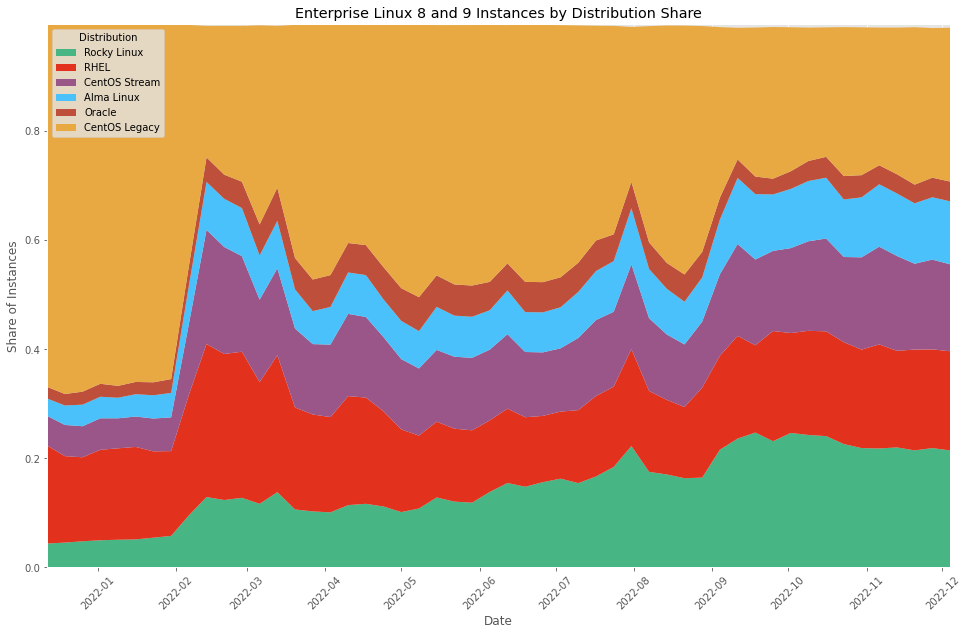 Enterprise Linux 8 and 9 Instances by Distribution Share
Distribution
Rocky Linux
RHEL
CentOS Stream
Alma Linux
Oracle
CentOS Legacy
Share of Instances
0.8
0.6
0.4
0.2
0.0
2022-01
2022-02
2022-03
2022-04
2022-05
2022-06
2022-07
2022-08
2022-09
2022-10
2022-11
2022-12
Date